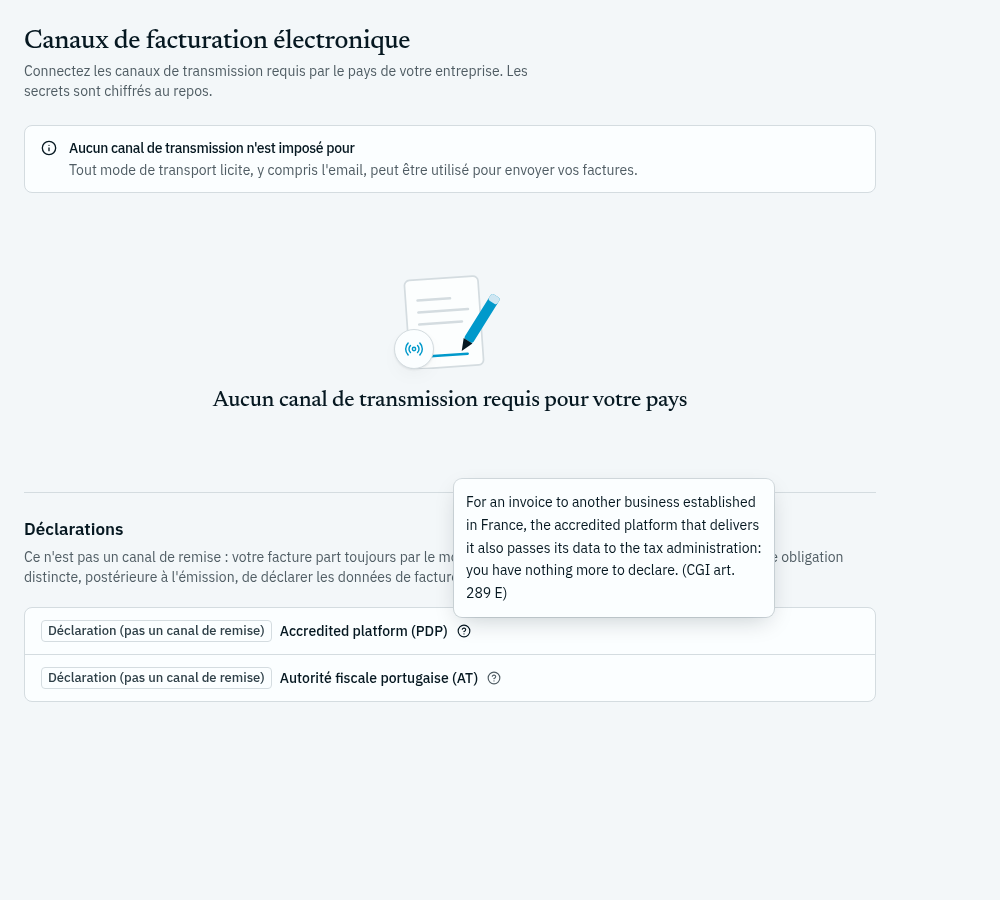 Canaux de facturation électronique
Connectez les canaux de transmission requis par le pays de votre entreprise. Les
secrets sont chiffrés au repos.
Aucun canal de transmission n'est imposé pour
Tout mode de transport licite, y compris l'email, peut être utilisé pour envoyer vos factures.
Aucun canal de transmission requis pour votre pays
For an invoice to another business established
in France, the accredited platform that delivers
it also passes its data to the tax administration:
you have nothing more to declare. (CGI art.
289 E)
Déclarations
Ce n'est pas un canal de remise : votre facture part toujours par le obligation
distincte, postérieure à l'émission, de déclarer les données de
Déclaration (pas un canal de remise) Accredited platform (PDP)
Déclaration (pas un canal de remise) Autorité fiscale portugaise (AT)